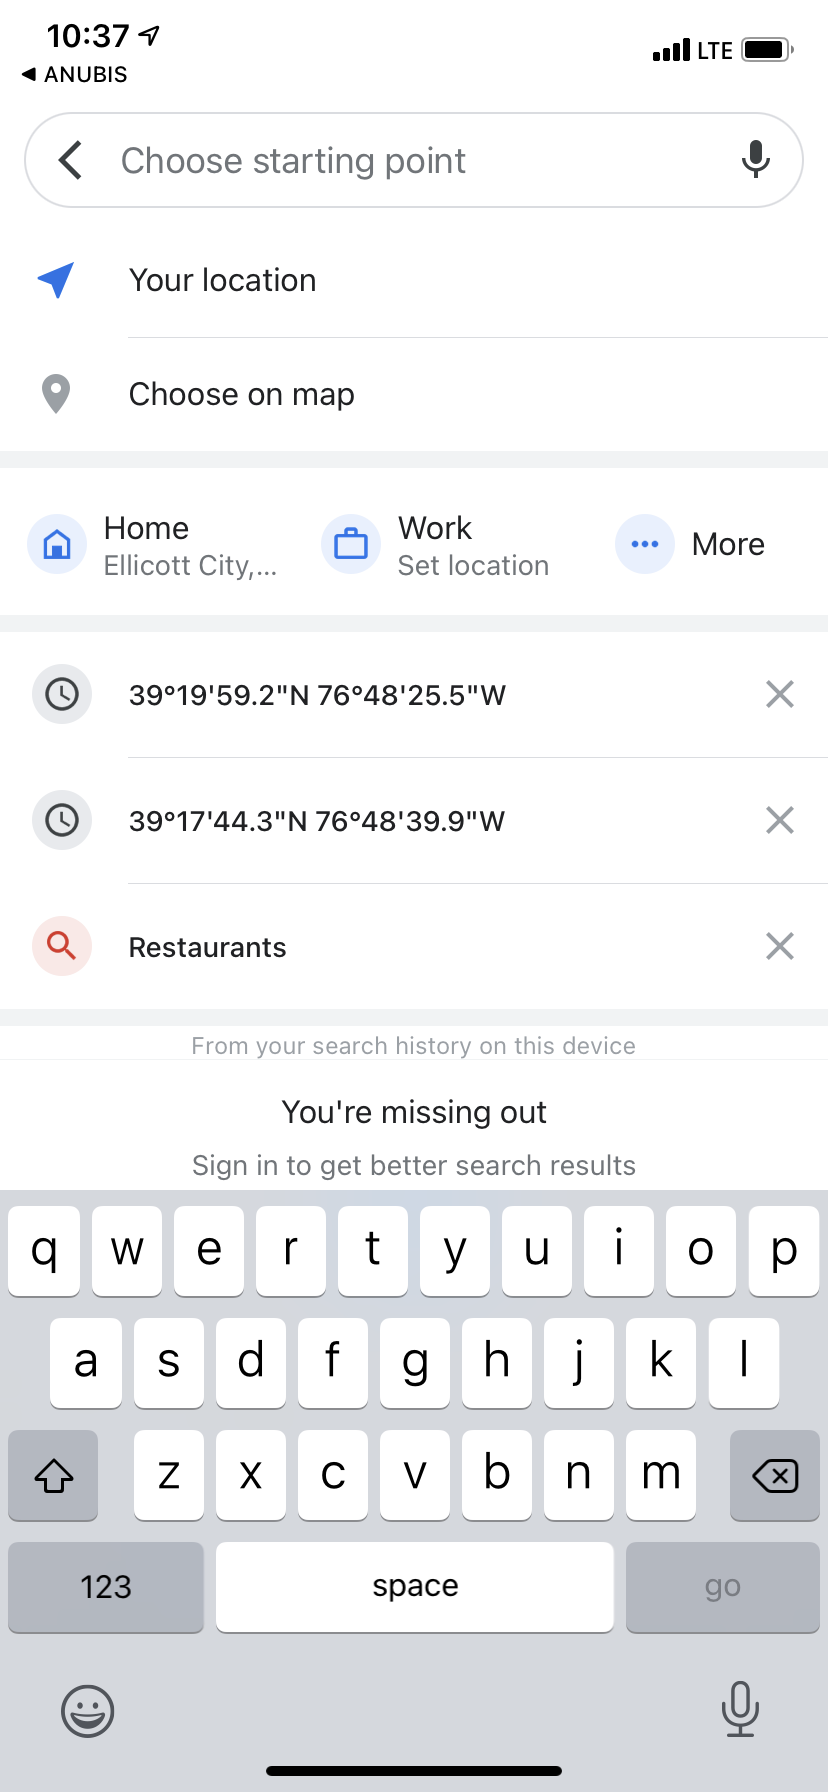 10:37
LTE
◀ ANUBIS
Choose starting point
Your location
Choose on map
Home
Ellicott City,...
Work
Set location
More
39°19'59.2"N 76°48'25.5"W
39°17'44.3"N 76°48'39.9"W
Restaurants
From your search history on this device
You're missing out
Sign in to get better search results
q w e r t y u i o p
a s d f g h j k l
z x c v b n m
123 space go